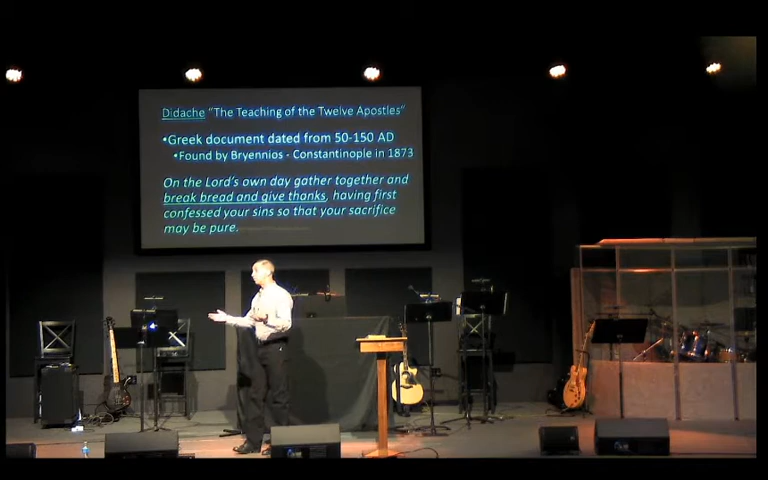 Didache "The Teaching of the Twelve Apostles"
•Greek document dated from 50-150 AD
•Found by Bryennios - Constantinople in 1873
On the Lord's own day gather together and
break bread and give thanks, having first
confessed your sins so that your sacrifice
may be pure.